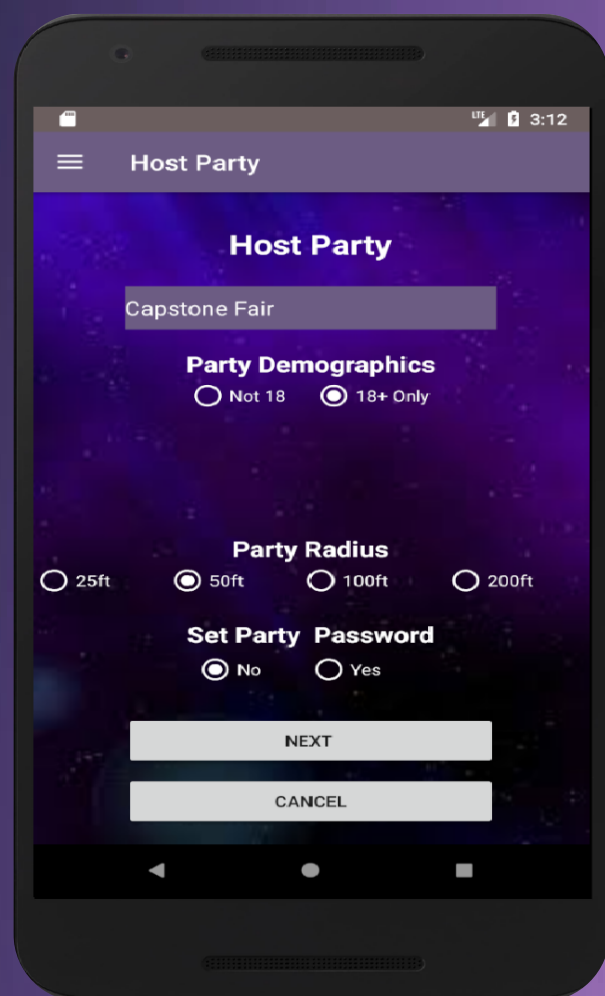 LTE 3:12
Host Party
Host Party
Capstone Fair
Party Demographics
Not 18 18+ Only
Party Radius
25ft 50ft 100ft 200ft
Set Party Password
No Yes
NEXT
CANCEL